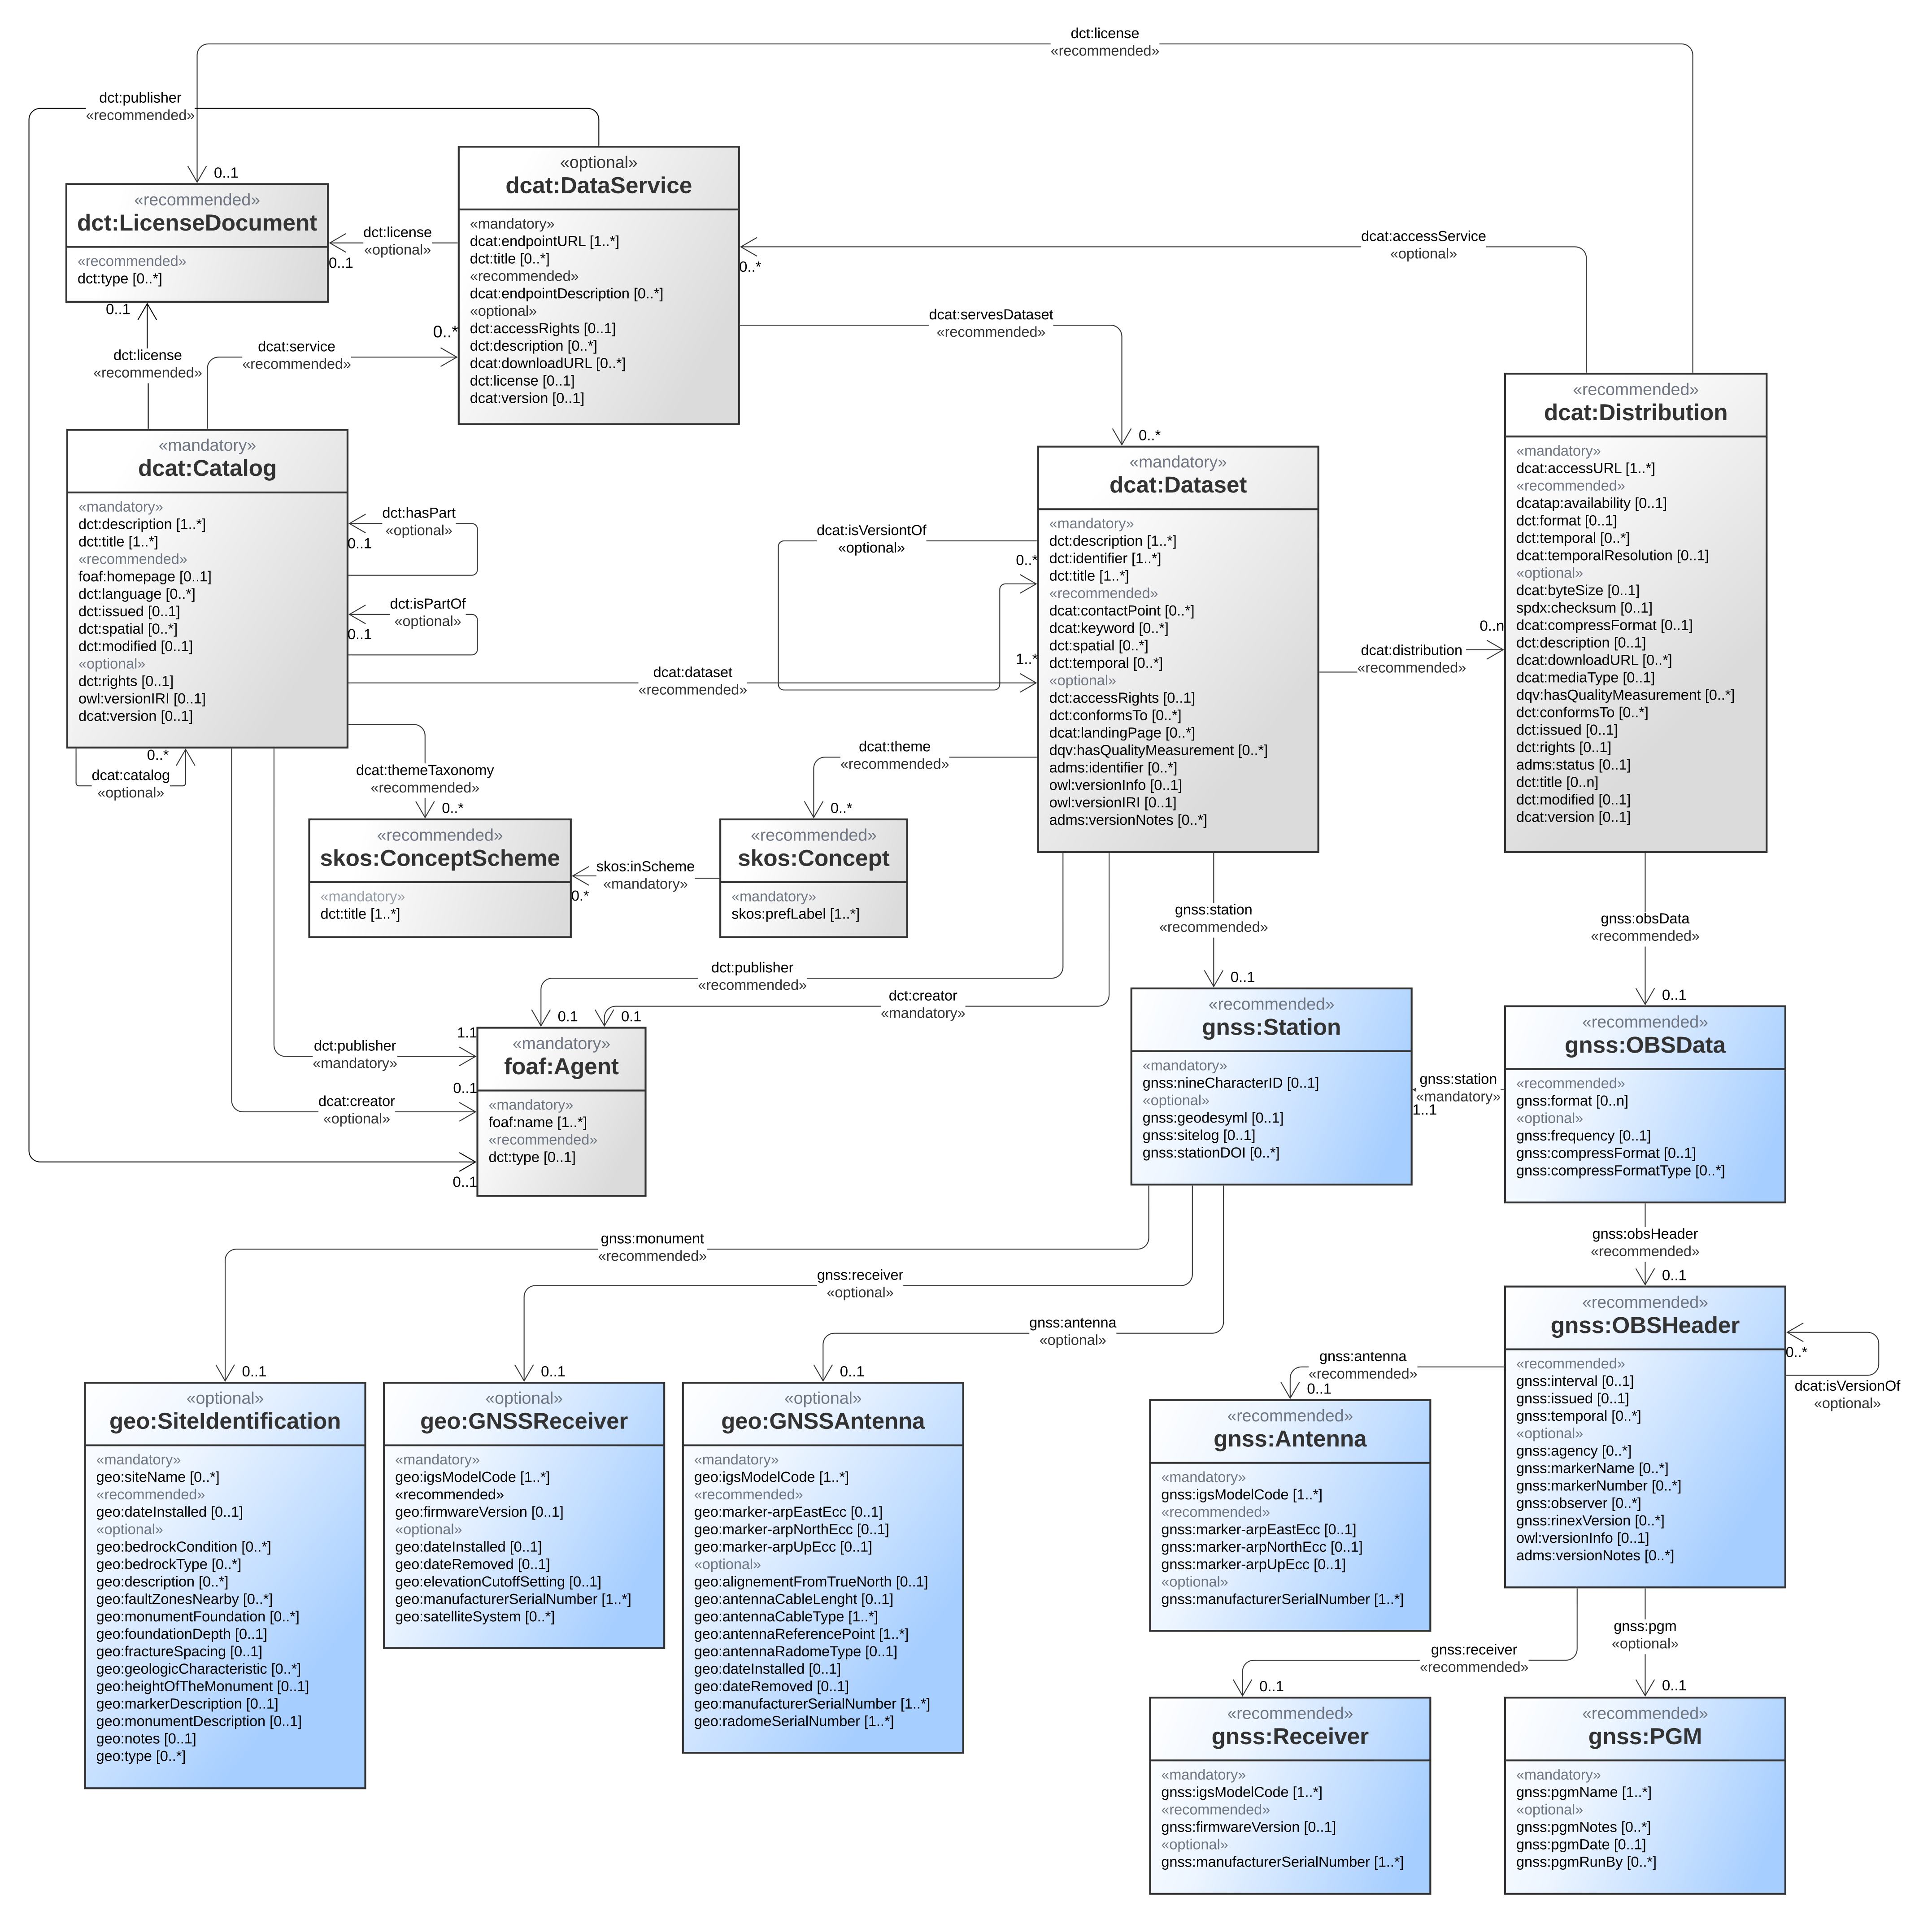 dct:license
«recommended»
dct:publisher
«recommended»
0..1
«recommended»
dct:LicenseDocument
«recommended»
dct:type [0..*]
0..1
dct:license
«optional»
0..1
«optional»
dcat:DataService
«mandatory»
dcat:endpointURL [1..*]
dct:title [0..*]
«recommended»
dcat:endpointDescription [0..*]
«optional»
dct:accessRights [0..1]
dct:description [0..*]
dcat:downloadURL [0..*]
dct:license [0..1]
dcat:version [0..1]
dcat:accessService
«optional»
0..*
dcat:servesDataset
«recommended»
0..*
dct:license
«recommended»
dcat:service
«recommended»
0..*
«mandatory»
dcat:Catalog
«mandatory»
dct:description [1..*]
dct:title [1..*]
«recommended»
foaf:homepage [0..1]
dct:language [0..*]
dct:issued [0..1]
dct:spatial [0..*]
dct:modified [0..1]
«optional»
dct:rights [0..1]
owl:versionIRI [0..1]
dcat:version [0..1]
dct:hasPart
«optional»
0..1
dct:isPartOf
«optional»
0..1
dcat:dataset
«recommended»
1..*
dcat:isVersiontOf
«optional»
0..*
«mandatory»
dcat:Dataset
«mandatory»
dct:description [1..*]
dct:identifier [1..*]
dct:title [1..*]
«recommended»
dcat:contactPoint [0..*]
dcat:keyword [0..*]
dct:spatial [0..*]
dct:temporal [0..*]
«optional»
dct:accessRights [0..1]
dct:conformsTo [0..*]
dcat:landingPage [0..*]
dqv:hasQualityMeasurement [0..*]
adms:identifier [0..*]
owl:versionInfo [0..1]
owl:versionIRI [0..1]
adms:versionNotes [0..*]
dcat:distribution
«recommended»
0..n
«recommended»
dcat:Distribution
«mandatory»
dcat:accessURL [1..*]
«recommended»
dcatap:availability [0..1]
dct:format [0..1]
dct:temporal [0..*]
dcat:temporalResolution [0..1]
«optional»
dcat:byteSize [0..1]
spdx:checksum [0..1]
dcat:compressFormat [0..1]
dct:description [0..1]
dcat:downloadURL [0..*]
dcat:mediaType [0..1]
dqv:hasQualityMeasurement [0..*]
dct:conformsTo [0..*]
dct:issued [0..1]
dct:rights [0..1]
adms:status [0..1]
dct:title [0..n]
dct:modified [0..1]
dcat:version [0..1]
0..*
dcat:catalog
«optional»
dcat:themeTaxonomy
«recommended»
0..*
dcat:theme
«recommended»
0..*
«recommended»
skos:ConceptScheme
«mandatory»
dct:title [1..*]
skos:inScheme
«mandatory»
0.*
«recommended»
skos:Concept
«mandatory»
skos:prefLabel [1..*]
gnss:station
«recommended»
0..1
gnss:obsData
«recommended»
0..1
dct:publisher
«recommended»
0.1
dct:creator
«mandatory»
0.1
dct:publisher
«mandatory»
1.1
dct:creator
«optional»
0..1
0..1
«mandatory»
foaf:Agent
«mandatory»
foaf:name [1..*]
«recommended»
dct:type [0..1]
«recommended»
gnss:Station
«mandatory»
gnss:nineCharacterID [0..1]
«optional»
gnss:geodesyml [0..1]
gnss:sitelog [0..1]
gnss:stationDOI [0..*]
gnss:station
«mandatory»
1..1
«recommended»
gnss:OBSData
«recommended»
gnss:format [0..n]
«optional»
gnss:frequency [0..1]
gnss:compressFormat [0..1]
gnss:compressFormatType [0..*]
gnss:monument
«recommended»
0..1
gnss:receiver
«optional»
0..1
gnss:antenna
«optional»
0..1
gnss:obsHeader
«recommended»
0..1
«recommended»
gnss:OBSHeader
«recommended»
gnss:interval [0..1]
gnss:issued [0..1]
gnss:temporal [0..*]
«optional»
gnss:agency [0..*]
gnss:markerName [0..*]
gnss:markerNumber [0..*]
gnss:observer [0..*]
gnss:rinexVersion [0..*]
owl:versionInfo [0..1]
adms:versionNotes [0..*]
0..*
dcat:isVersionOf
«optional»
gnss:antenna
«recommended»
0..1
«optional»
geo:SiteIdentification
«mandatory»
geo:siteName [0..*]
«recommended»
geo:dateInstalled [0..1]
«optional»
geo:bedrockCondition [0..*]
geo:bedrockType [0..*]
geo:description [0..*]
geo:faultZonesNearby [0..*]
geo:monumentFoundation [0..*]
geo:foundationDepth [0..1]
geo:fractureSpacing [0..1]
geo:geologicCharacteristic [0..*]
geo:heightOfTheMonument [0..1]
geo:markerDescription [0..1]
geo:monumentDescription [0..1]
geo:notes [0..1]
geo:type [0..*]
«optional»
geo:GNSSReceiver
«mandatory»
geo:igsModelCode [1..*]
«recommended»
geo:firmwareVersion [0..1]
«optional»
geo:dateInstalled [0..1]
geo:dateRemoved [0..1]
geo:elevationCutoffSetting [0..1]
geo:manufacturerSerialNumber [1..*]
geo:satelliteSystem [0..*]
«optional»
geo:GNSSAntenna
«mandatory»
geo:igsModelCode [1..*]
«recommended»
geo:marker-arpEastEcc [0..1]
geo:marker-arpNorthEcc [0..1]
geo:marker-arpUpEcc [0..1]
«optional»
geo:alignementFromTrueNorth [0..1]
geo:antennaCableLenght [0..1]
geo:antennaCableType [1..*]
geo:antennaReferencePoint [1..*]
geo:antennaRadomeType [0..1]
geo:dateInstalled [0..1]
geo:dateRemoved [0..1]
geo:manufacturerSerialNumber [1..*]
geo:radomeSerialNumber [1..*]
«recommended»
gnss:Antenna
«mandatory»
gnss:igsModelCode [1..*]
«recommended»
gnss:marker-arpEastEcc [0..1]
gnss:marker-arpNorthEcc [0..1]
gnss:marker-arpUpEcc [0..1]
«optional»
gnss:manufacturerSerialNumber [1..*]
gnss:receiver
«recommended»
0..1
gnss:pgm
«optional»
0..1
«recommended»
gnss:Receiver
«mandatory»
gnss:igsModelCode [1..*]
«recommended»
gnss:firmwareVersion [0..1]
«optional»
gnss:manufacturerSerialNumber [1..*]
«recommended»
gnss:PGM
«mandatory»
gnss:pgmName [1..*]
«optional»
gnss:pgmNotes [0..*]
gnss:pgmDate [0..1]
gnss:pgmRunBy [0..*]